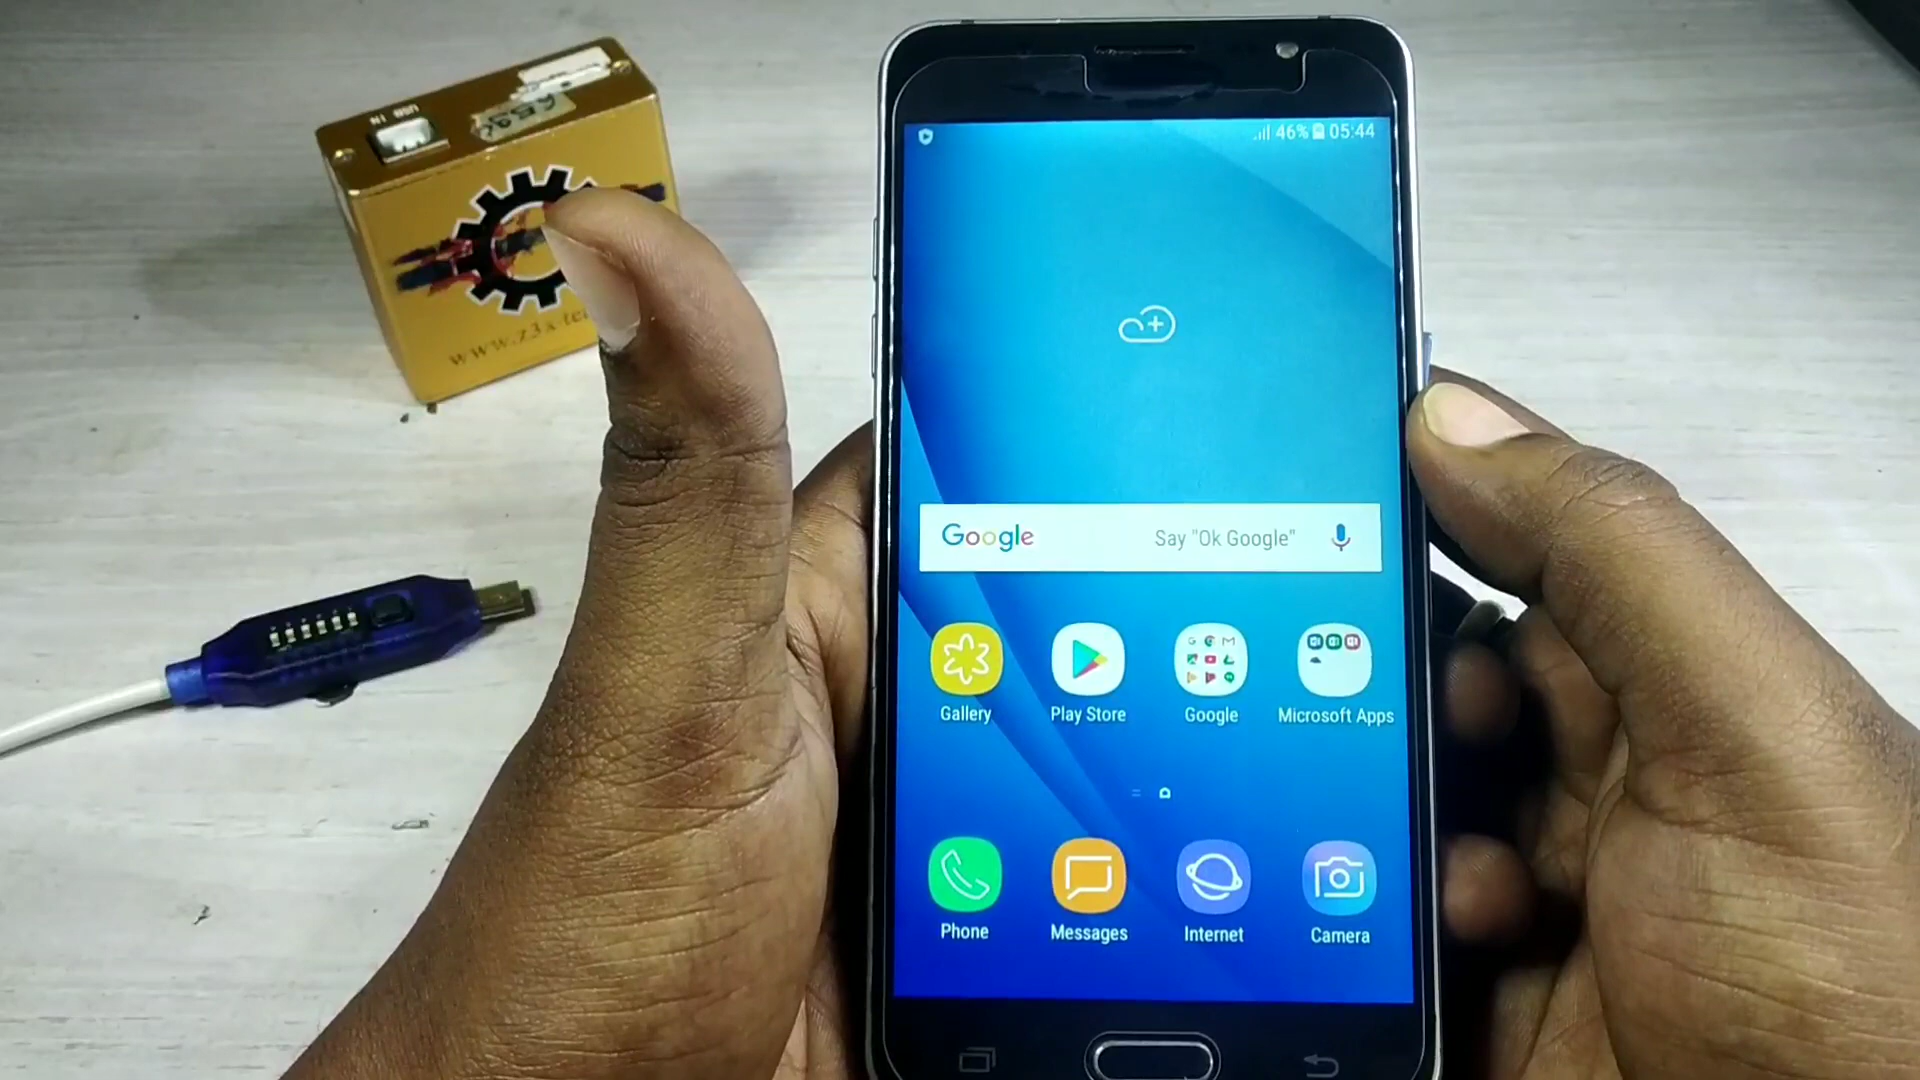 USB IN
www.z3x-te
46% 05:44
Google Say "Ok Google"
Gallery Play Store Google Microsoft Apps
Phone Messages Internet Camera